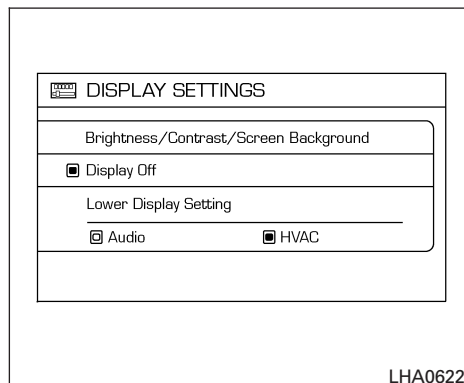 DISPLAY SETTINGS
Brightness/Contrast/Screen Background
Display Off
Lower Display Setting
Audio HVAC
LHA0622